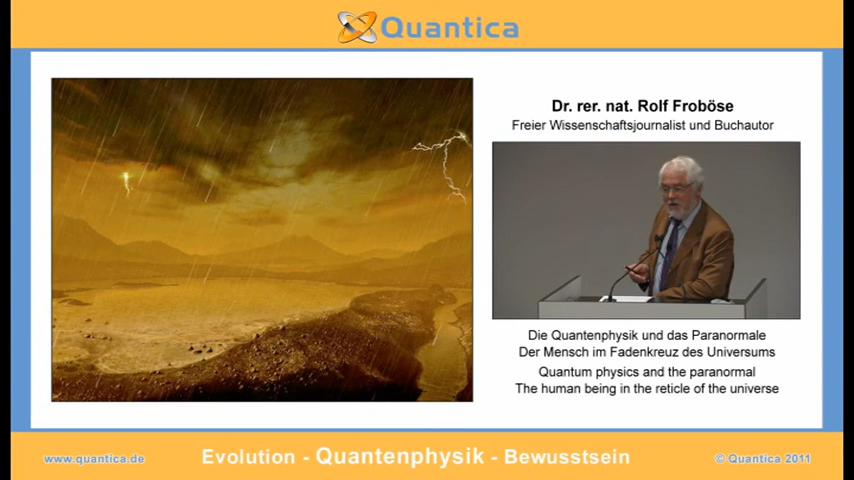 Quantica
Dr. rer. nat. Rolf Froböse
Freier Wissenschaftsjournalist und Buchautor
Die Quantenphysik und das Paranormale
Der Mensch im Fadenkreuz des Universums
Quantum physics and the paranormal
The human being in the reticle of the universe
www.quantica.de
Evolution - Quantenphysik - Bewusstsein
© Quantica 2011